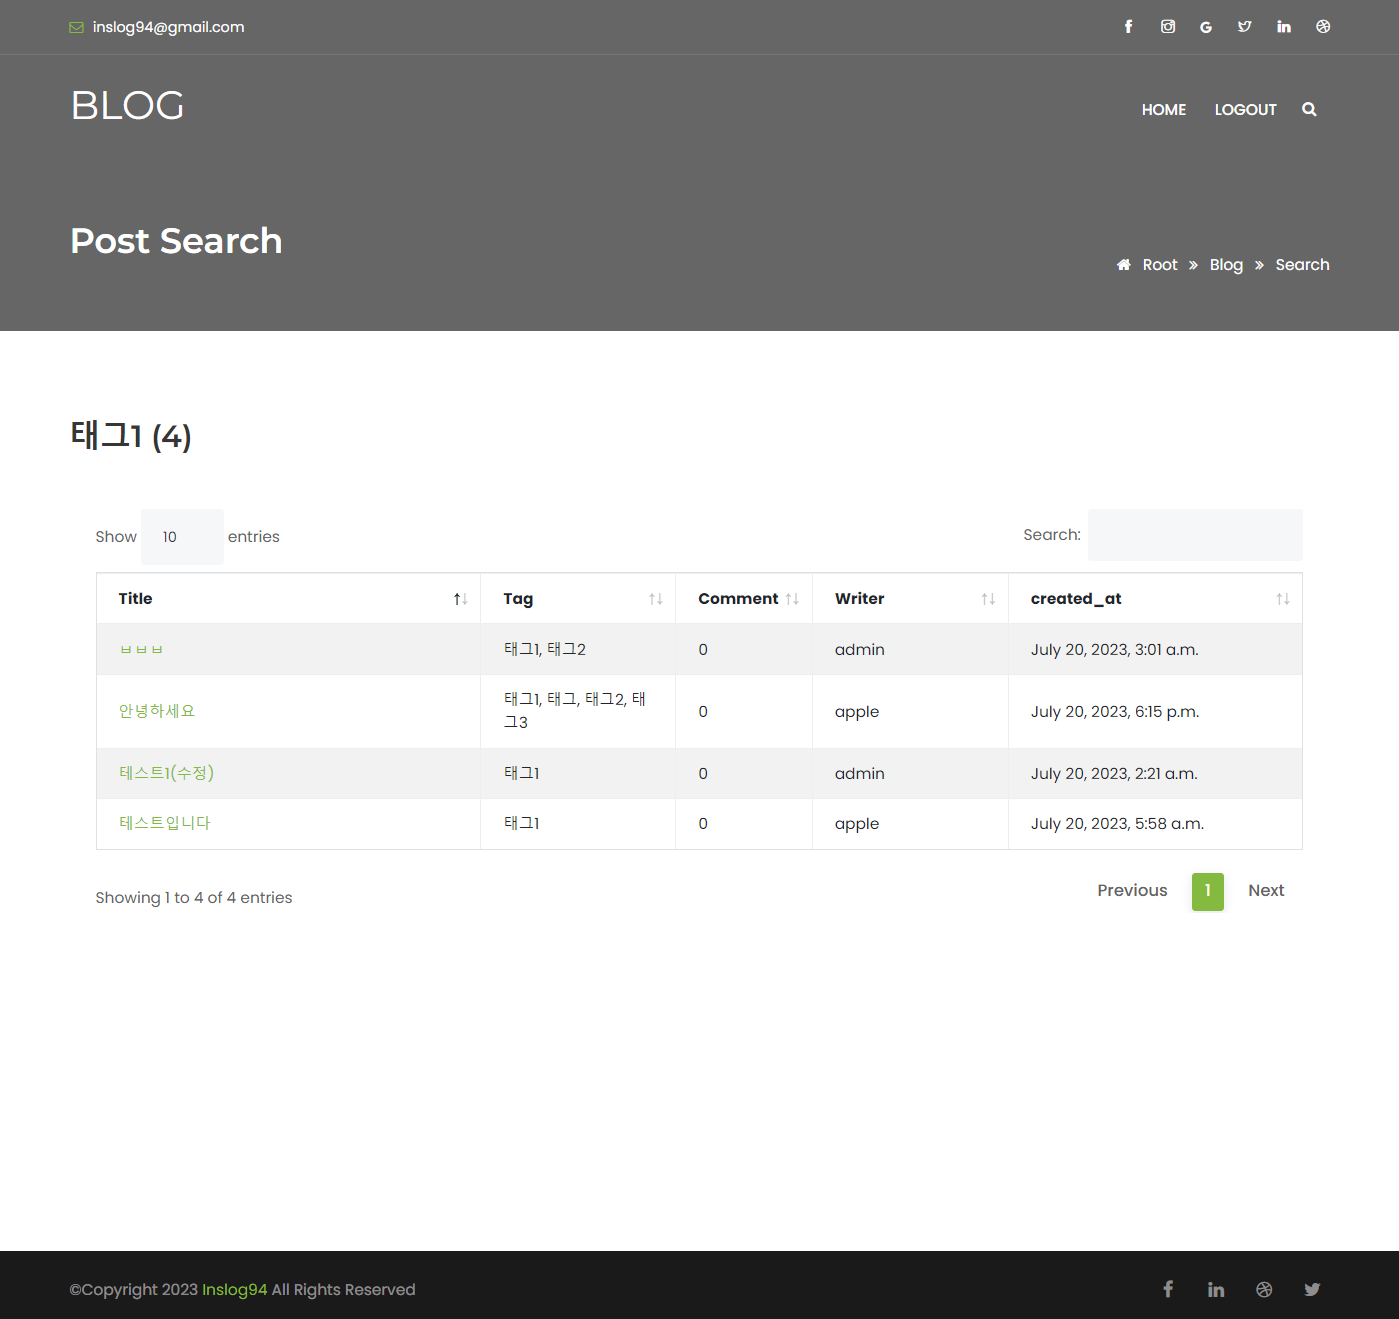 inslog94@gmail.com
BLOG
HOME LOGOUT
Post Search
Root » Blog » Search
태그1 (4)
Show 10 entries
Search:
Title Tag Comment Writer created_at
ㅂㅂㅂ 태그1, 태그2 0 admin July 20, 2023, 3:01 a.m.
안녕하세요 태그1, 태그, 태그2, 태 0 apple July 20, 2023, 6:15 p.m.
그3
테스트1(수정) 태그1 0 admin July 20, 2023, 2:21 a.m.
테스트입니다 태그1 0 apple July 20, 2023, 5:58 a.m.
Showing 1 to 4 of 4 entries
Previous 1 Next
©Copyright 2023 Inslog94 All Rights Reserved